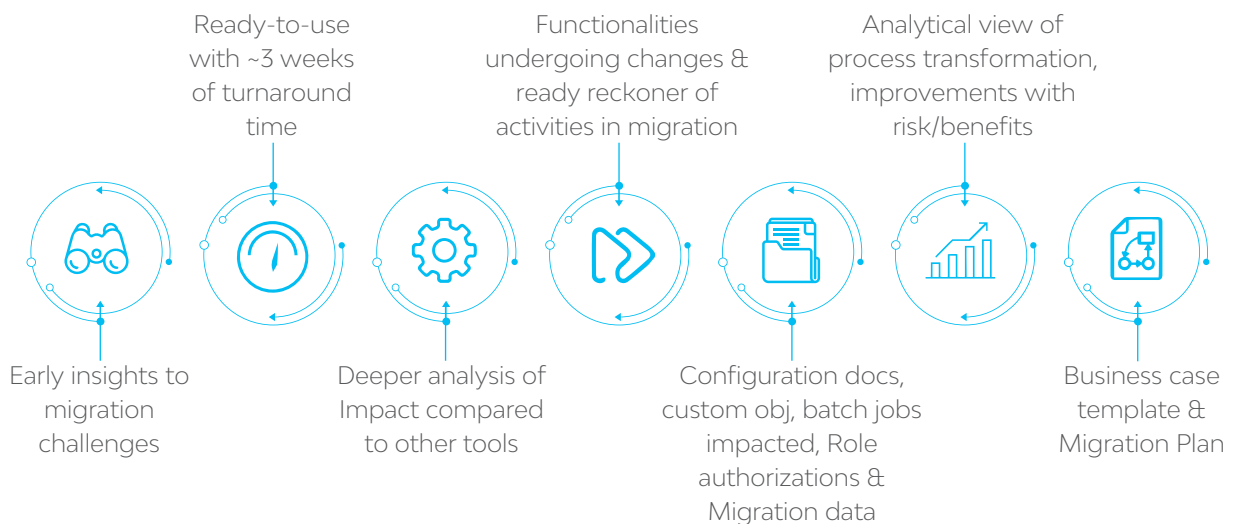 Ready-to-use
with ~3 weeks
of turnaround
time
Functionalities
undergoing changes &
ready reckoner of
activities in migration
Analytical view of
process transformation,
improvements with
risk/benefits
Early insights to
migration
challenges
Deeper analysis of
Impact compared
to other tools
Configuration docs,
custom obj, batch jobs
impacted, Role
authorizations &
Migration data
Business case
template &
Migration Plan